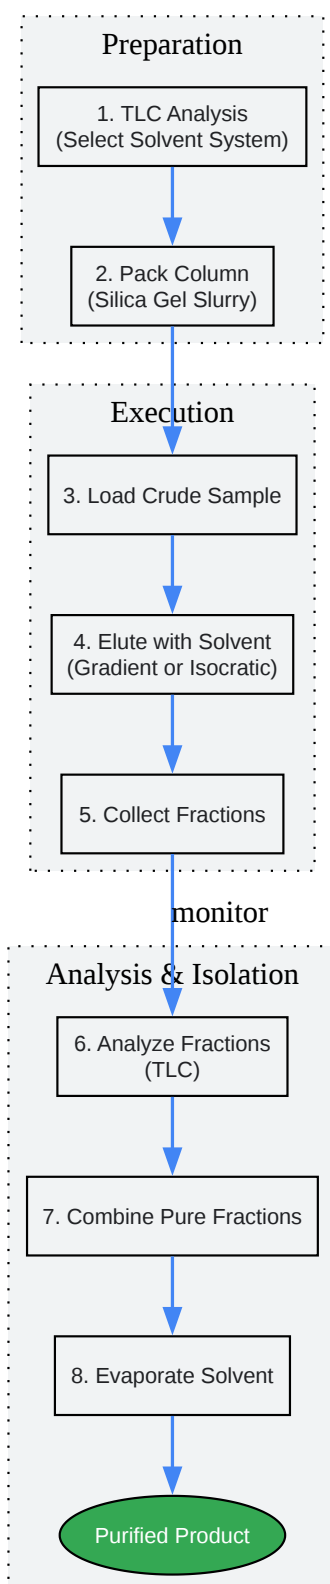 Preparation
1. TLC Analysis
(Select Solvent System)
2. Pack Column
(Silica Gel Slurry)
Execution
3. Load Crude Sample
4. Elute with Solvent
(Gradient or Isocratic)
5. Collect Fractions
monitor
Analysis & Isolation
6. Analyze Fractions
(TLC)
7. Combine Pure Fractions
8. Evaporate Solvent
Purified Product